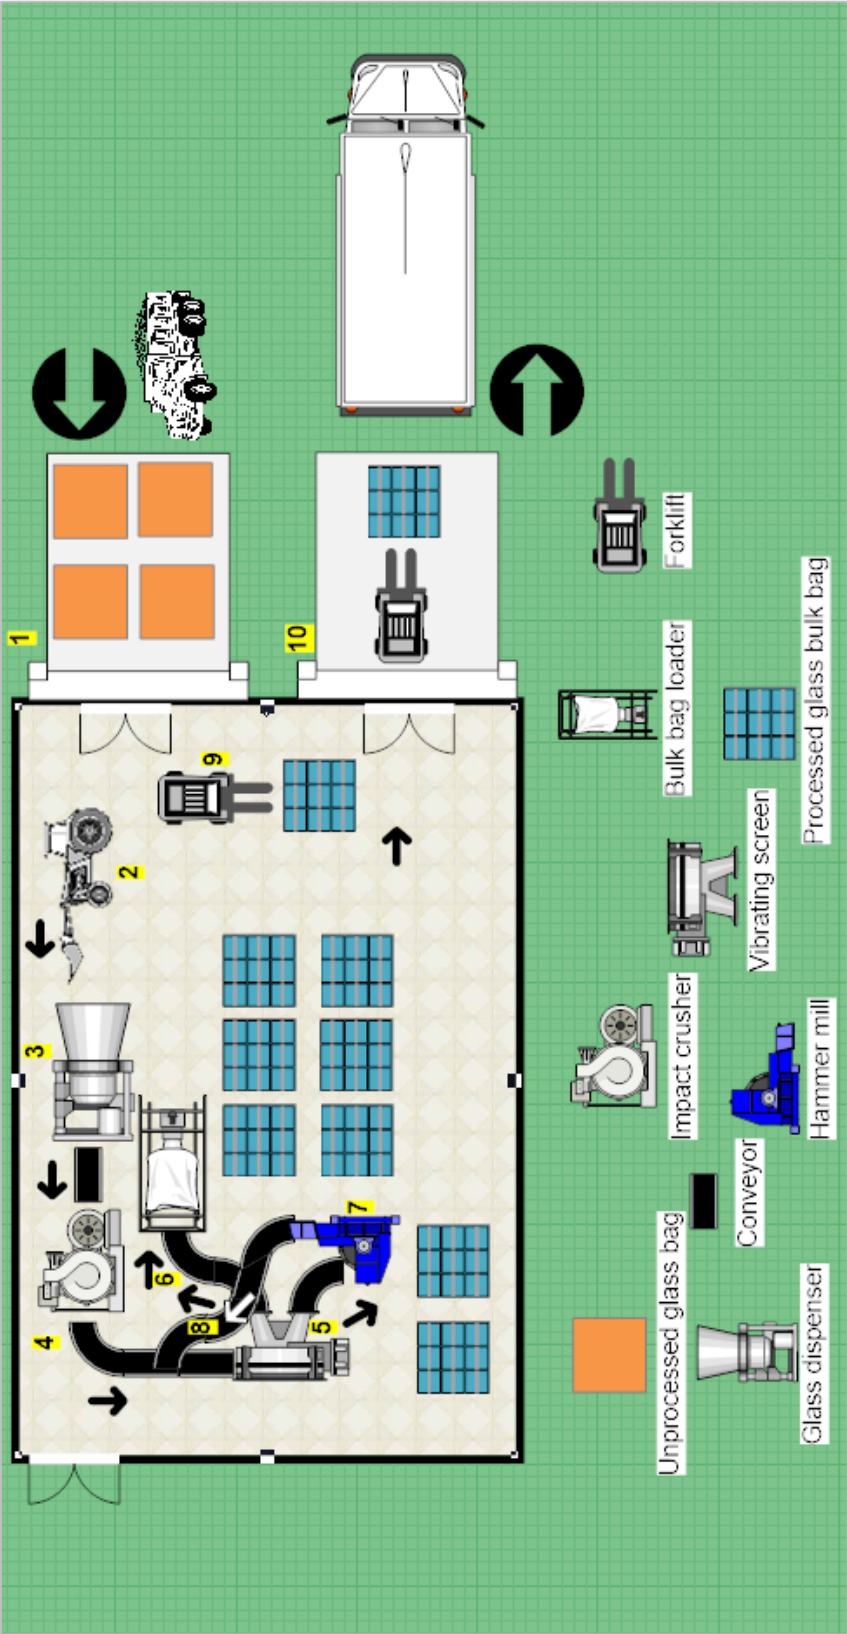 1
10
9
2
3
4
5
6
7
8
Forklift
Bulk bag loader
Processed glass bulk bag
Vibrating screen
Impact crusher
Hammer mill
Conveyor
Unprocessed glass bag
Glass dispenser